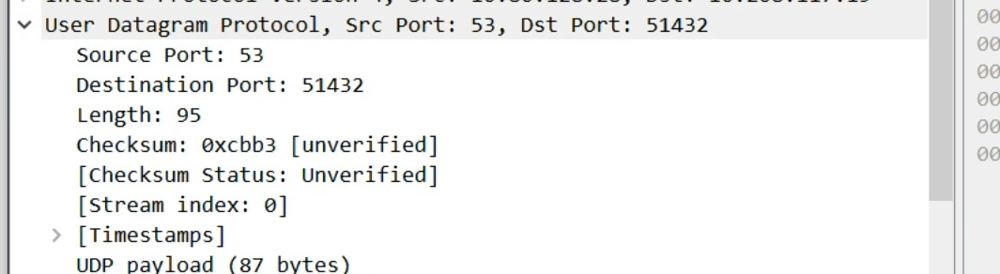 User Datagram Protocol, Src Port: 53, Dst Port: 51432
Source Port: 53
Destination Port: 51432
Length: 95
Checksum: 0xcbb3 [unverified]
[Checksum Status: Unverified]
[Stream index: 0]
[Timestamps]
UDP payload (87 bytes)
00
00
00
00
00
00